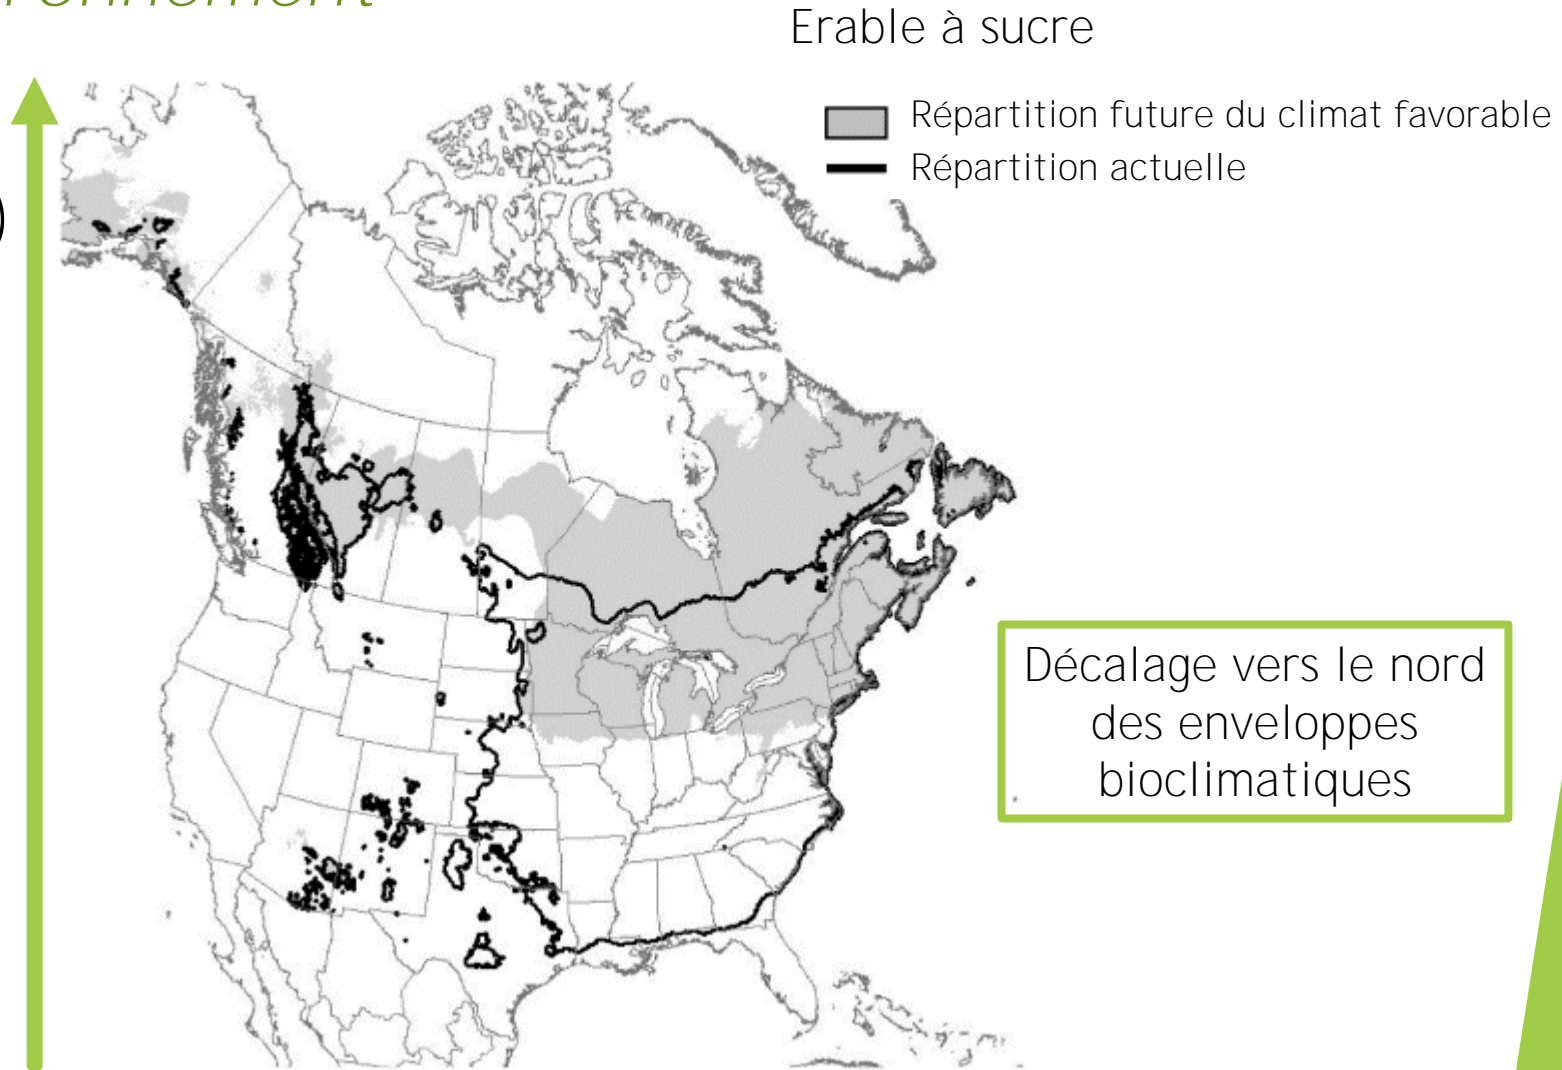 Erable à sucre
Répartition future du climat favorable
Répartition actuelle
)
Décalage vers le nord
des enveloppes
bioclimatiques